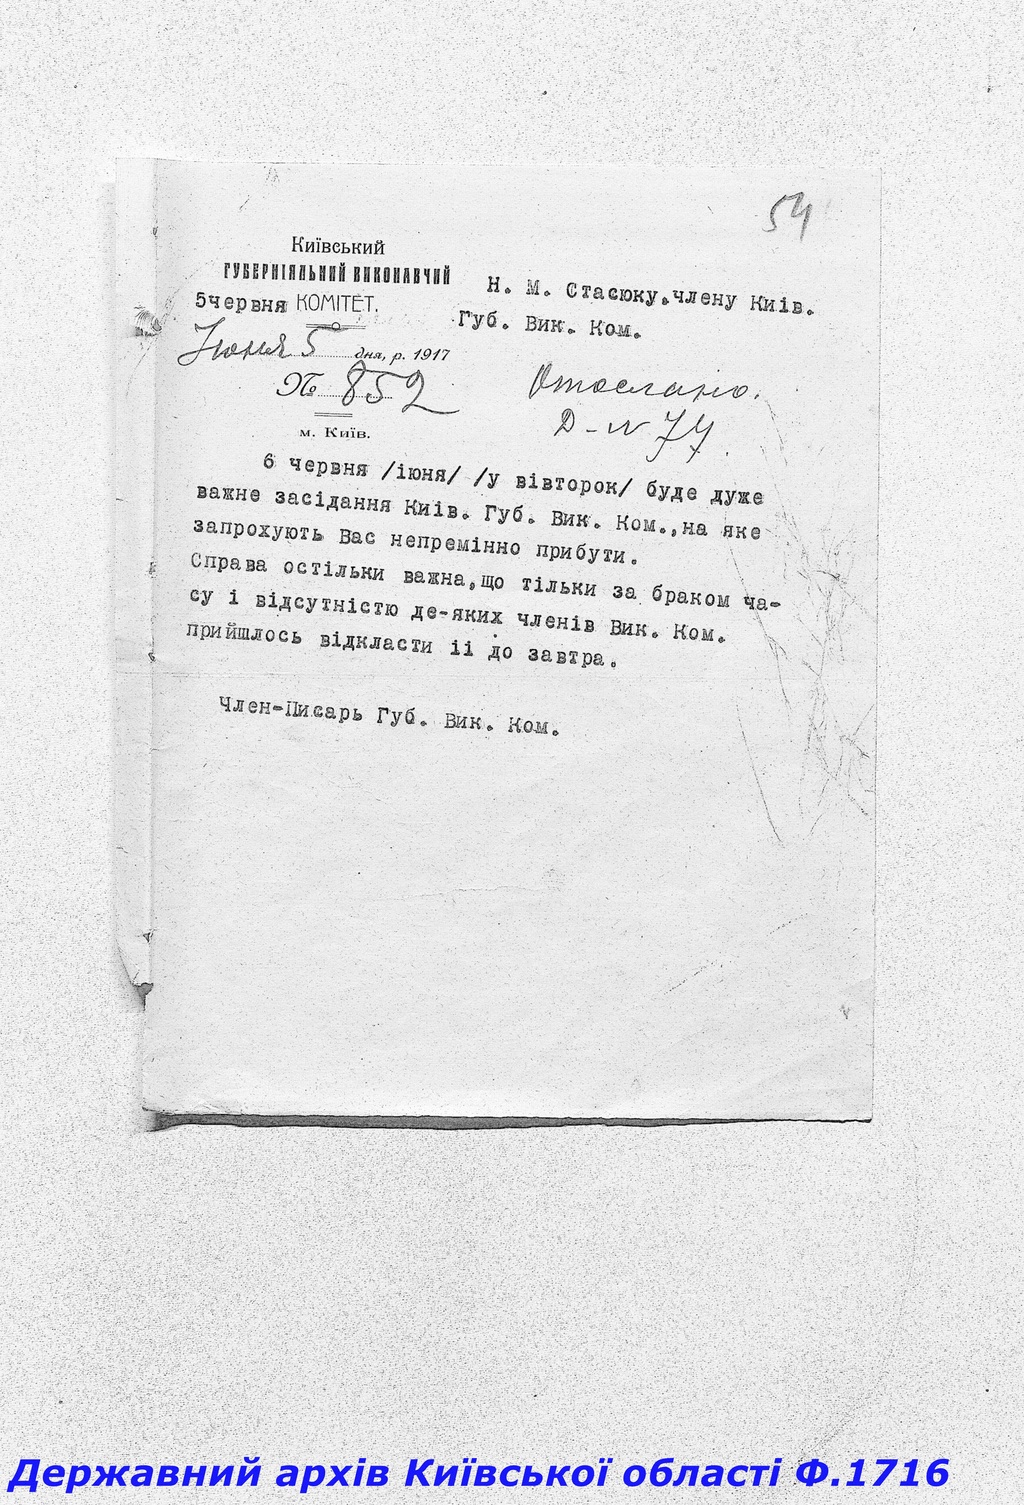 54
Київський
ГУБЕРНІЯЛЬНИЙ ВИКОНАВЧИЙ
5червня КОМІТЕТ.
Июня 5 дня, р. 1917
№ 852
м. Київ.
Н. М. Стасюку.члену Київ.
Губ. Вик. Ком.
Отослано.
Д-ѣ 77
6 червня /іюня/ /у вівторок/ буде дуже
важне засідання Київ. Губ. Вик. Ком.,на яке
запрохують Вас непремінно прибути.
Справа остільки важна,що тільки за браком ча-
су і відсутністю де-яких членів Вик. Ком.
прийшлось відкласти іі до завтра.
Член-Писарь Губ. Вик. Ком.
Державний архів Київської області Ф.1716